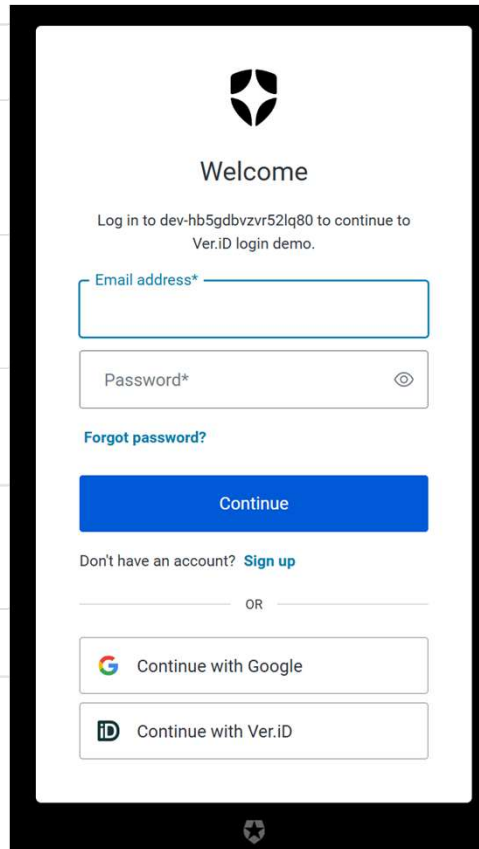 Welcome
Log in to dev-hb5gdbvzvr52lq80 to continue to
Ver.iD login demo.
Email address*
Password*
Forgot password?
Continue
Don't have an account? Sign up
OR
Continue with Google
iD Continue with Ver.iD